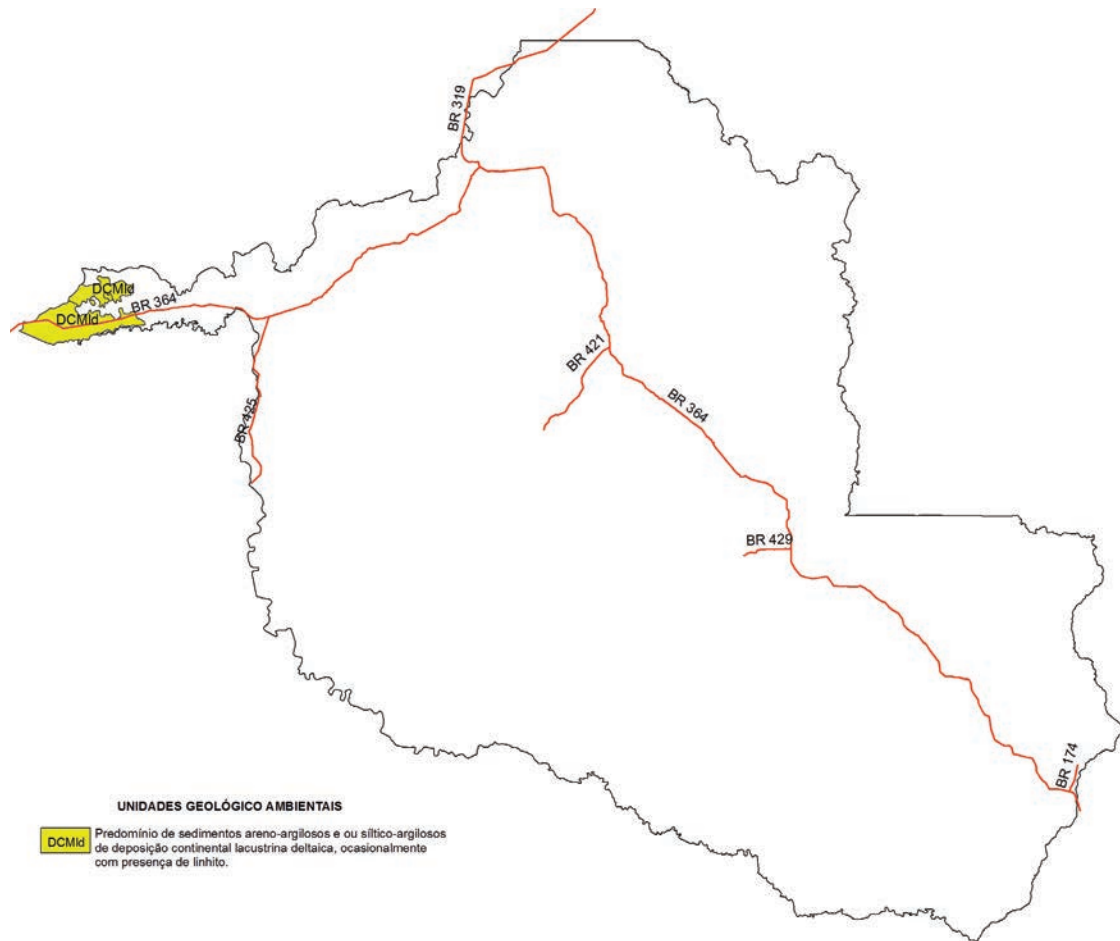 BR 319
DCMld
BR 364
DCMld
BR 421
BR 364
BR 425
BR 429
BR 174
UNIDADES GEOLÓGICO AMBIENTAIS
DCMld
Predomínio de sedimentos areno-argilosos e ou síltico-argilosos
de deposição continental lacustrina deltaica, ocasionalmente
com presença de linhito.